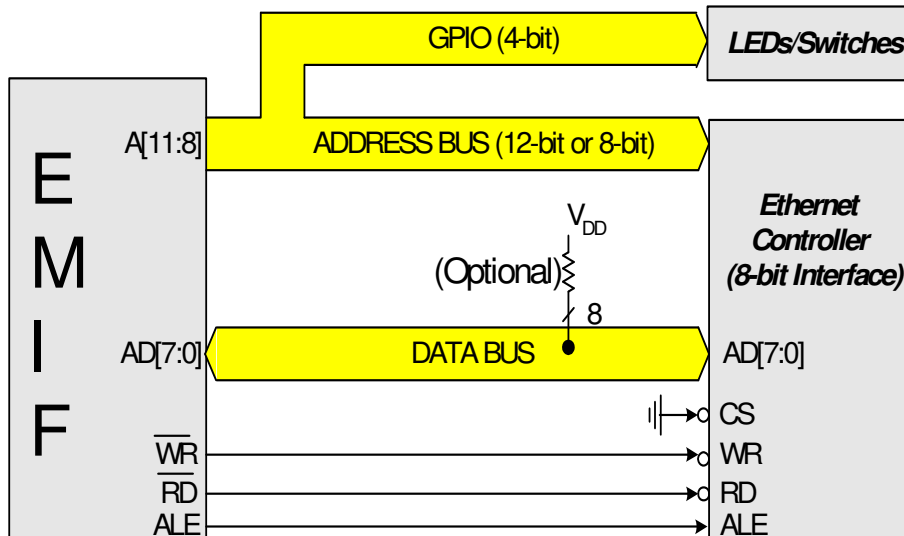 GPIO (4-bit)
LEDs/Switches
A[11:8]
ADDRESS BUS (12-bit or 8-bit)
E
M
I
F
Ethernet
Controller
(8-bit Interface)
VDD
(Optional)
8
AD[7:0]
DATA BUS
AD[7:0]
CS
WR
WR
RD
RD
ALE
ALE